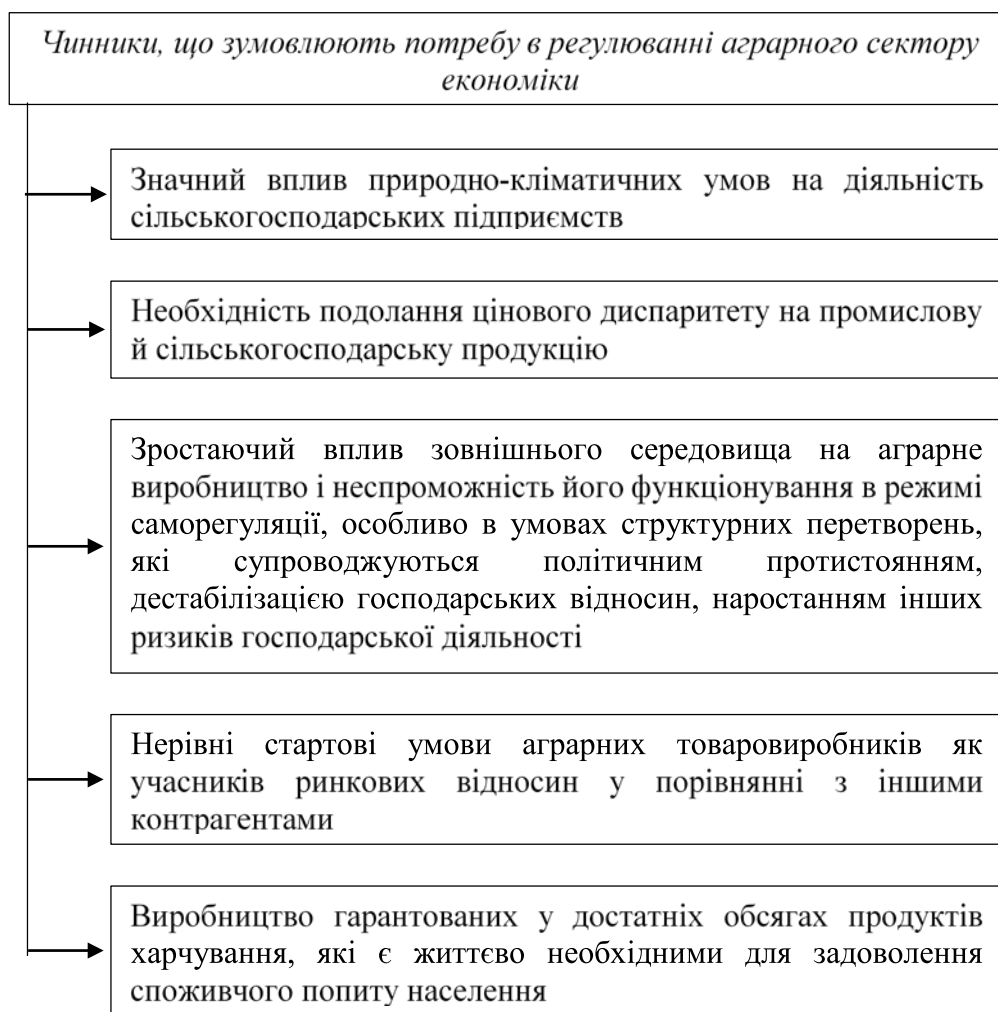 Чинники, що зумовлюють потребу в регулюванні аграрного сектору
економіки
Значний вплив природно-кліматичних умов на діяльність
сільськогосподарських підприємств
Необхідність подолання цінового диспаритету на промислову
й сільськогосподарську продукцію
Зростаючий вплив зовнішнього середовища на аграрне
виробництво і неспроможність його функціонування в режимі
саморегуляції, особливо в умовах структурних перетворень,
які супроводжуються політичним протистоянням,
дестабілізацією господарських відносин, наростанням інших
ризиків господарської діяльності
Нерівні стартові умови аграрних товаровиробників як
учасників ринкових відносин у порівнянні з іншими
контрагентами
Виробництво гарантованих у достатніх обсягах продуктів
харчування, які є життєво необхідними для задоволення
споживчого попиту населення